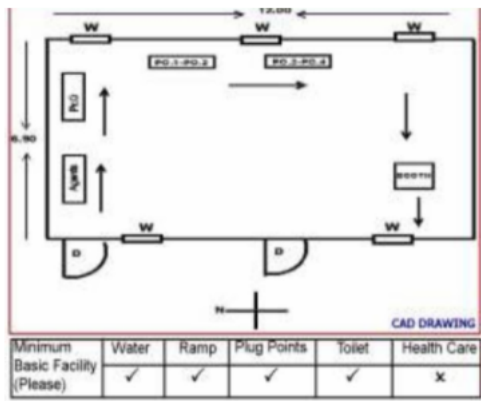 12.00
W W W
PO.1-PO.2 PO.3-PO.4
6.90
Agents
BOOTH
W W
D D
N
CAD DRAWING
Minimum Basic Facility (Please) Water Ramp Plug Points Toilet Health Care
✓ ✓ ✓ ✓ x